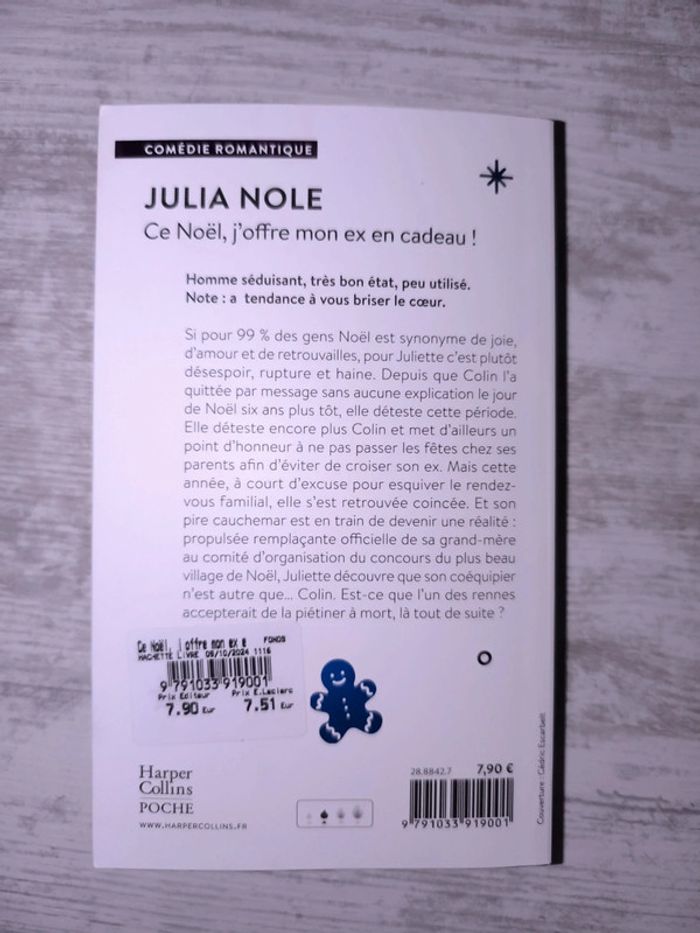 COMÉDIE ROMANTIQUE
JULIA NOLE
Ce Noël, j'offre mon ex en cadeau !
Homme séduisant, très bon état, peu utilisé.
Note : a tendance à vous briser le cœur.
Si pour 99 % des gens Noël est synonyme de joie,
d'amour et de retrouvailles, pour Juliette c'est plutôt
désespoir, rupture et haine. Depuis que Colin l'a
quittée par message sans aucune explication le jour
de Noël six ans plus tôt, elle déteste cette période.
Elle déteste encore plus Colin et met d'ailleurs un
point d'honneur à ne pas passer les fêtes chez ses
parents afin d'éviter de croiser son ex. Mais cette
année, à court d'excuse pour esquiver le rendez-
vous familial, elle s'est retrouvée coincée. Et son
pire cauchemar est en train de devenir une réalité :
propulsée remplaçante officielle de sa grand-mère
au comité d'organisation du concours du plus beau
village de Noël, Juliette découvre que son coéquipier
n'est autre que... Colin. Est-ce que l'un des rennes
accepterait de la piétiner à mort, là tout de suite ?
Ce Noël, j offre mon ex e FONDS
HACHETTE LIVRE 09/10/2024 1116
9 791033 919001
Prix Editeur Prix E.Leclerc
7.90 Eur 7.51 Eur
Harper
Collins
POCHE
WWW.HARPERCOLLINS.FR
28.8842.7 7,90 €
9 791033 919001
Couverture : Cédric Escarbelt